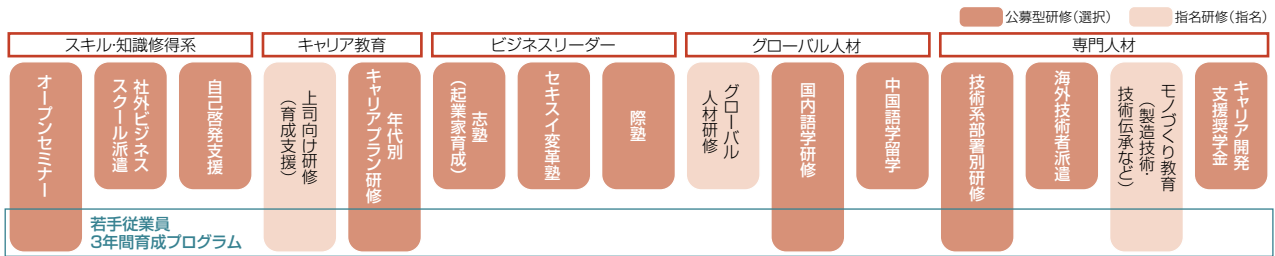 公募型研修(選択)
指名研修(指名)
スキル・知識修得系
キャリア教育
ビジネスリーダー
グローバル人材
専門人材
オープンセミナー
社外ビジネス
スクール派遣
自己啓発支援
上司向け研修
(育成支援)
年代別
キャリアプラン研修
志塾
(起業家育成)
セキスイ変革塾
際塾
グローバル
人材研修
国内語学研修
中国語学留学
技術系部署別研修
海外技術者派遣
モノづくり教育
(製造技術・
技術伝承など)
キャリア開発
支援奨学金
若手従業員
3年間育成プログラム